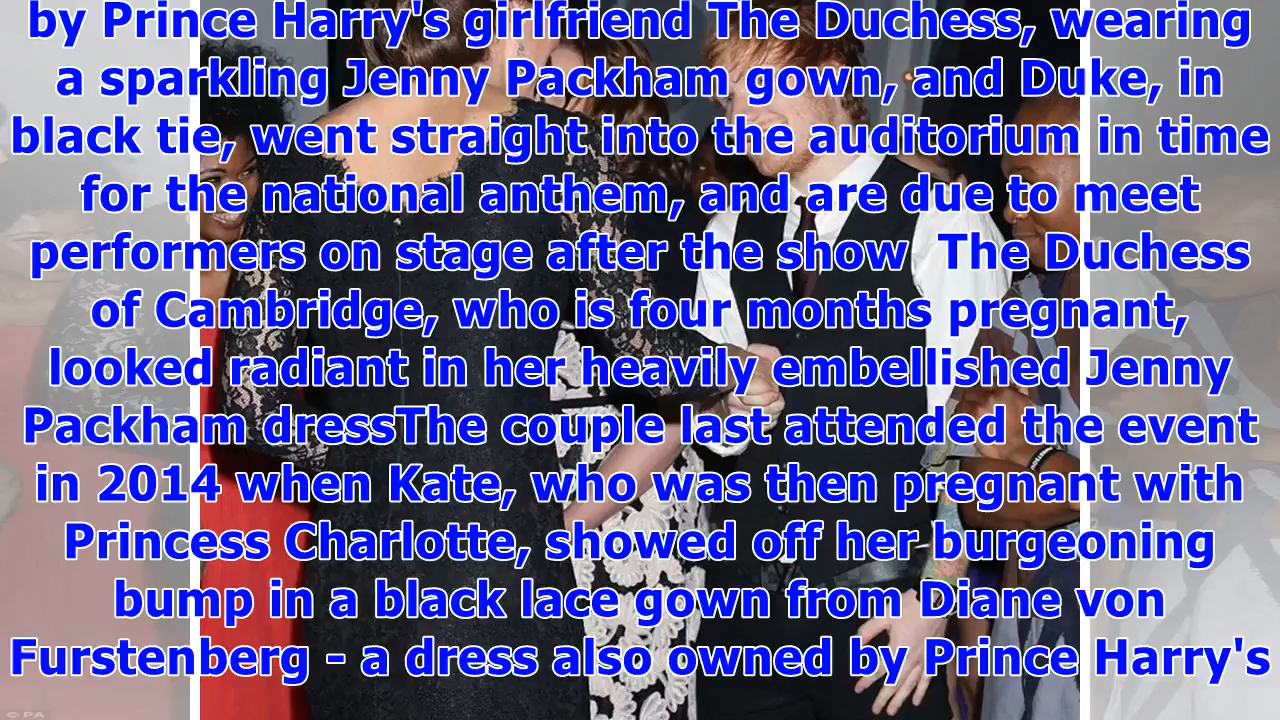 by Prince Harry's girlfriend The Duchess, wearing
a sparkling Jenny Packham gown, and Duke, in
black tie, went straight into the auditorium in time
for the national anthem, and are due to meet
performers on stage after the show  The Duchess
of Cambridge, who is four months pregnant,
looked radiant in her heavily embellished Jenny
Packham dressThe couple last attended the event
in 2014 when Kate, who was then pregnant with
Princess Charlotte, showed off her burgeoning
bump in a black lace gown from Diane von
Furstenberg - a dress also owned by Prince Harry's
© PA